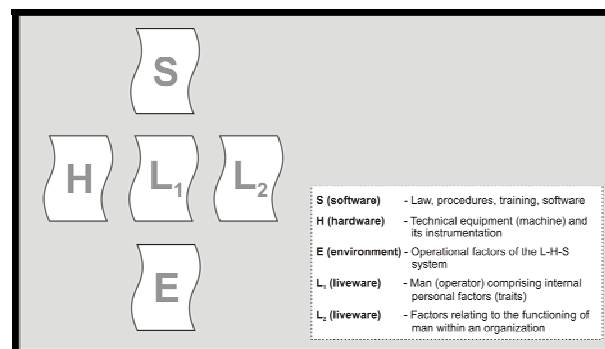 S
H L₁ L₂
E
S (software) - Law, procedures, training, software
H (hardware) - Technical equipment (machine) and
its instrumentation
E (environment) - Operational factors of the L-H-S
system
L₁ (liveware) - Man (operator) comprising internal
personal factors (traits)
L₂ (liveware) - Factors relating to the functioning of
man within an organization